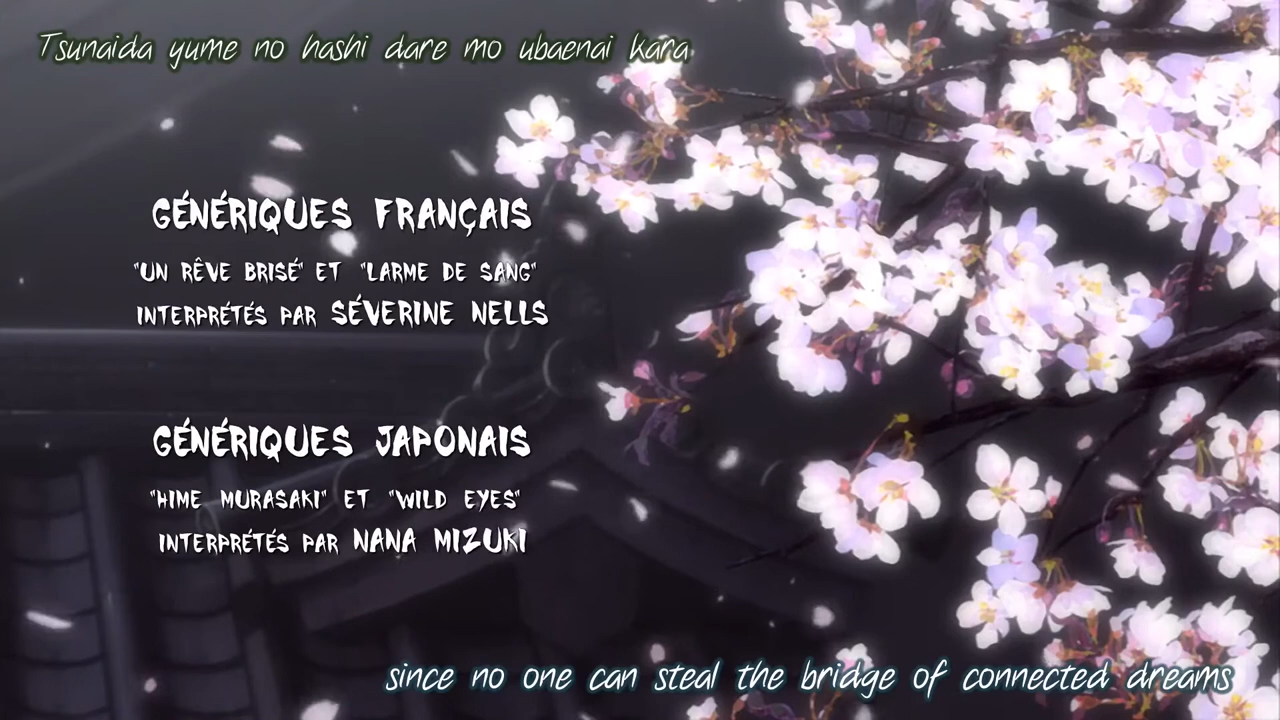 Tsunaida yume no hashi dare mo ubaenai kara
GÉNÉRIQUES FRANÇAIS
"UN RÊVE BRISÉ" ET "LARME DE SANG"
INTERPRÉTÉS PAR SÉVERINE NELLS
GÉNÉRIQUES JAPONAIS
"HIME MURASAKI" ET "WILD EYES"
INTERPRÉTÉS PAR NANA MIZUKI
since no one can steal the bridge of connected dreams